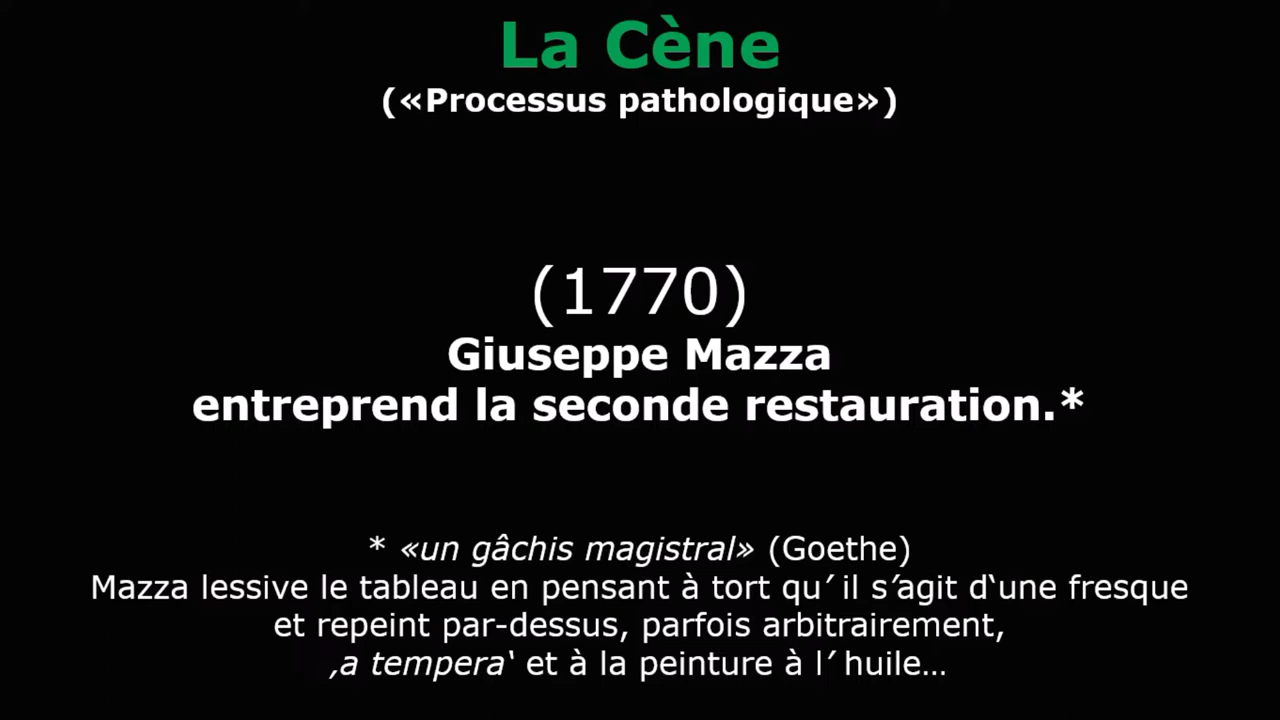 La Cène
(«Processus pathologique»)
(1770)
Giuseppe Mazza
entreprend la seconde restauration.*
* «un gâchis magistral» (Goethe)
Mazza lessive le tableau en pensant à tort qu’ il s’agit d‘une fresque
et repeint par-dessus, parfois arbitrairement,
‚a tempera‘ et à la peinture à l’ huile…